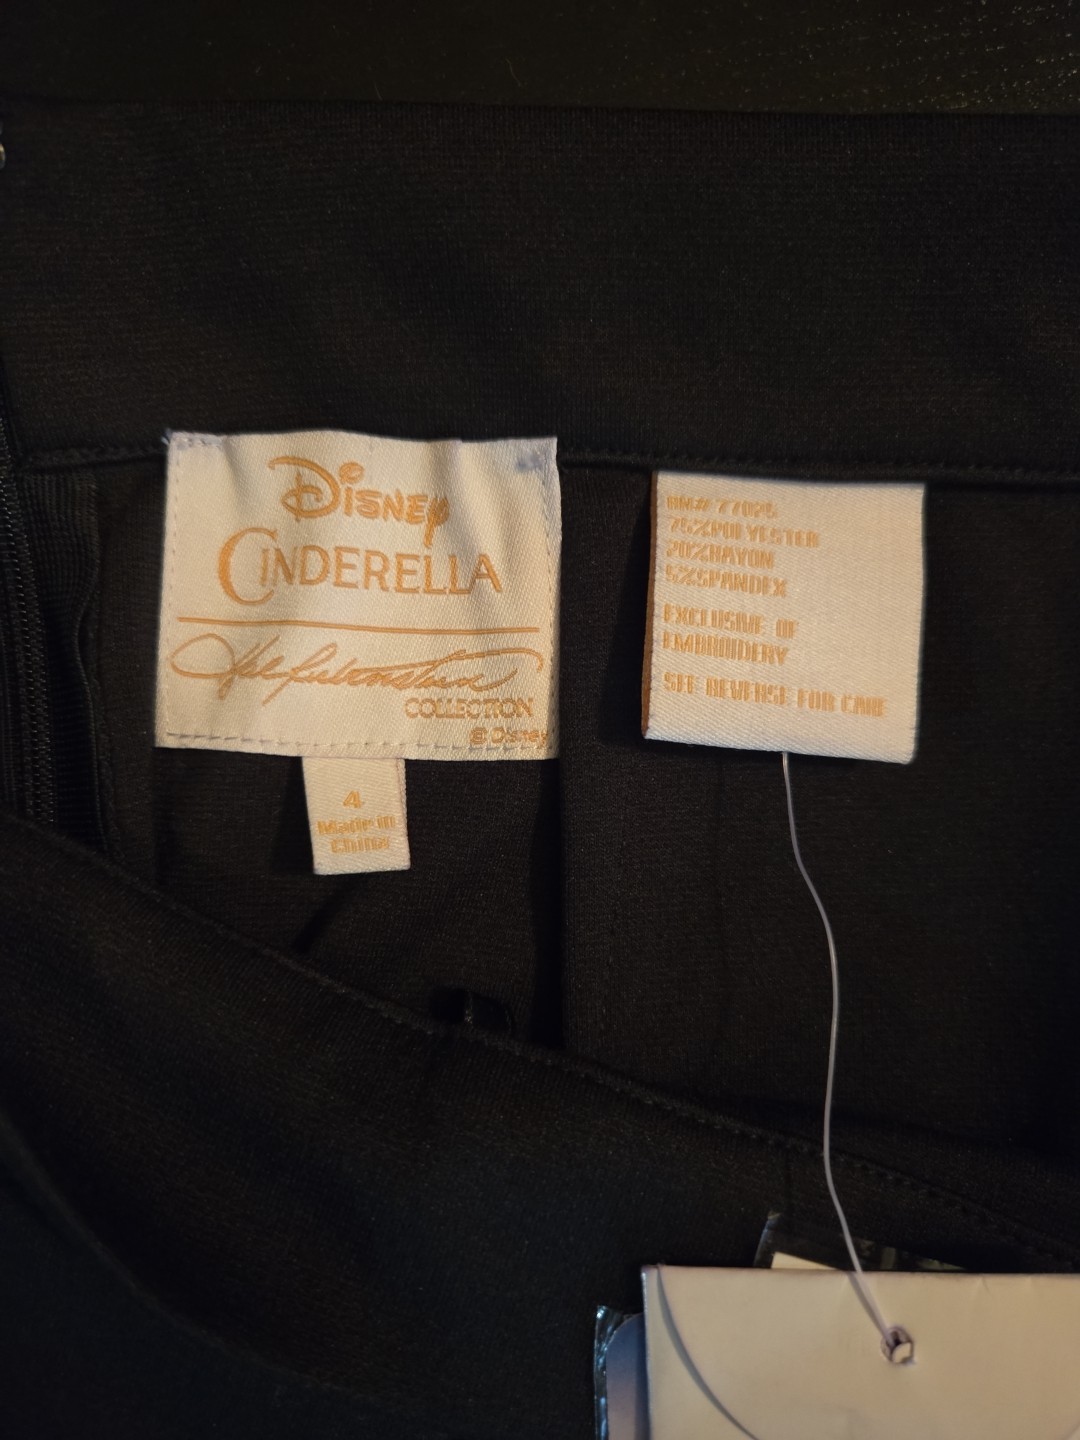 Disney
CINDERELLA
COLLECTION
© Disney
4
Made in
China
RN# 77025
75%POLYESTER
20%RAYON
5%SPANDEX
EXCLUSIVE OF
EMBROIDERY
SEE REVERSE FOR CARE